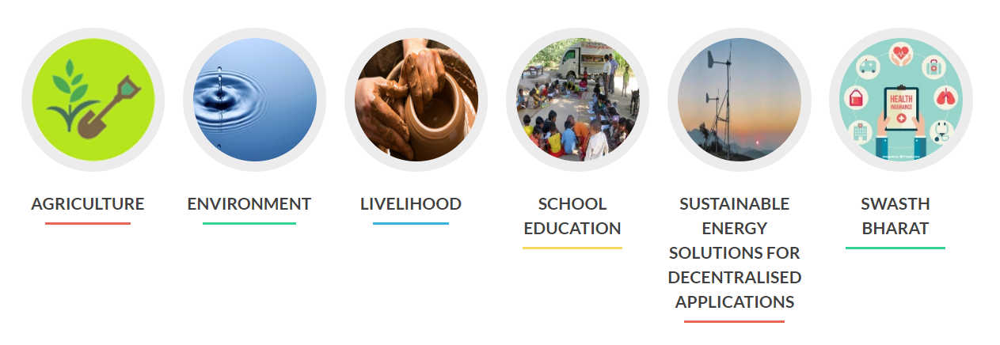 HEALTH
INSURANCE
AGRICULTURE
ENVIRONMENT
LIVELIHOOD
SCHOOL
EDUCATION
SUSTAINABLE
ENERGY
SOLUTIONS FOR
DECENTRALISED
APPLICATIONS
SWASTH
BHARAT